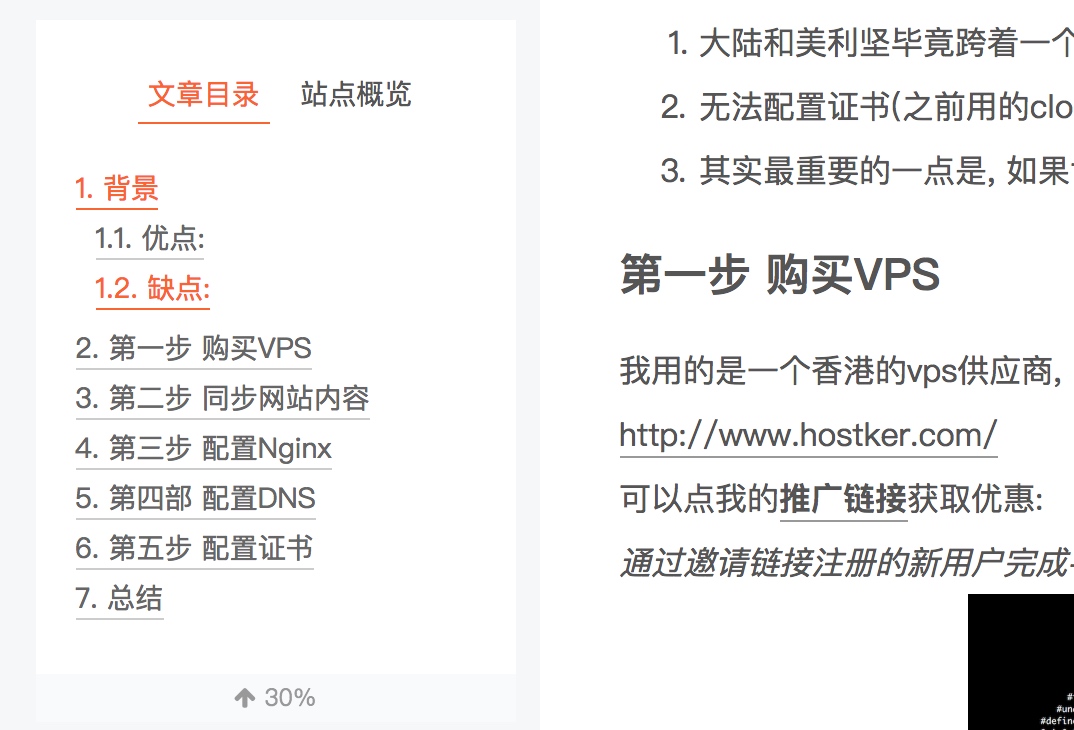 文章目录 站点概览
1. 背景
1.1. 优点:
1.2. 缺点:
2. 第一步 购买VPS
3. 第二步 同步网站内容
4. 第三步 配置Nginx
5. 第四部 配置DNS
6. 第五步 配置证书
7. 总结
30%
1. 大陆和美利坚毕竟跨着一个
2. 无法配置证书(之前用的clo
3. 其实最重要的一点是, 如果
第一步 购买VPS
我用的是一个香港的vps供应商,
http://www.hostker.com/
可以点我的推广链接获取优惠:
通过邀请链接注册的新用户完成
#define